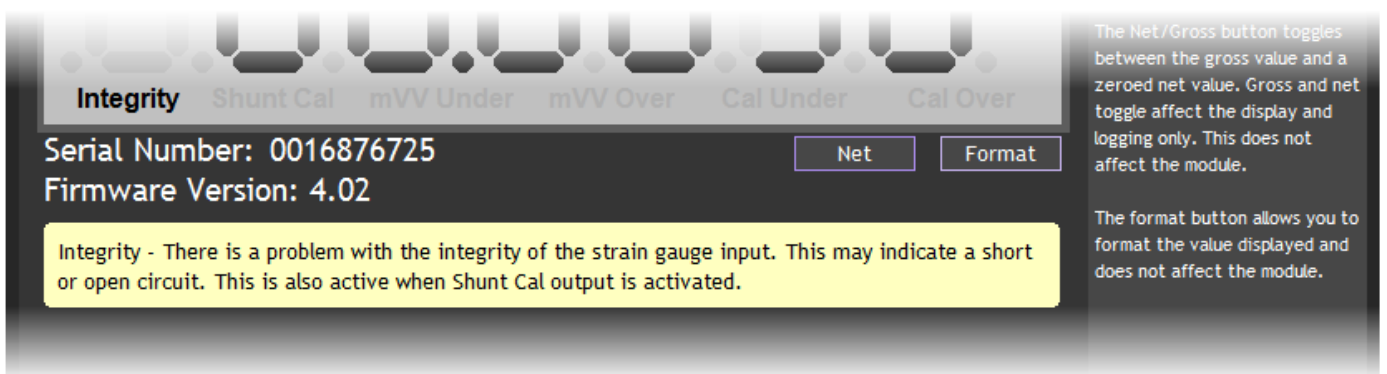 Integrity Shunt Cal mVV Under mVV Over Cal Under Cal Over
Serial Number: 0016876725
Firmware Version: 4.02
Net Format
Integrity - There is a problem with the integrity of the strain gauge input. This may indicate a short
or open circuit. This is also active when Shunt Cal output is activated.
The Net/Gross button toggles
between the gross value and a
zeroed net value. Gross and net
toggle affect the display and
logging only. This does not
affect the module.
The format button allows you to
format the value displayed and
does not affect the module.